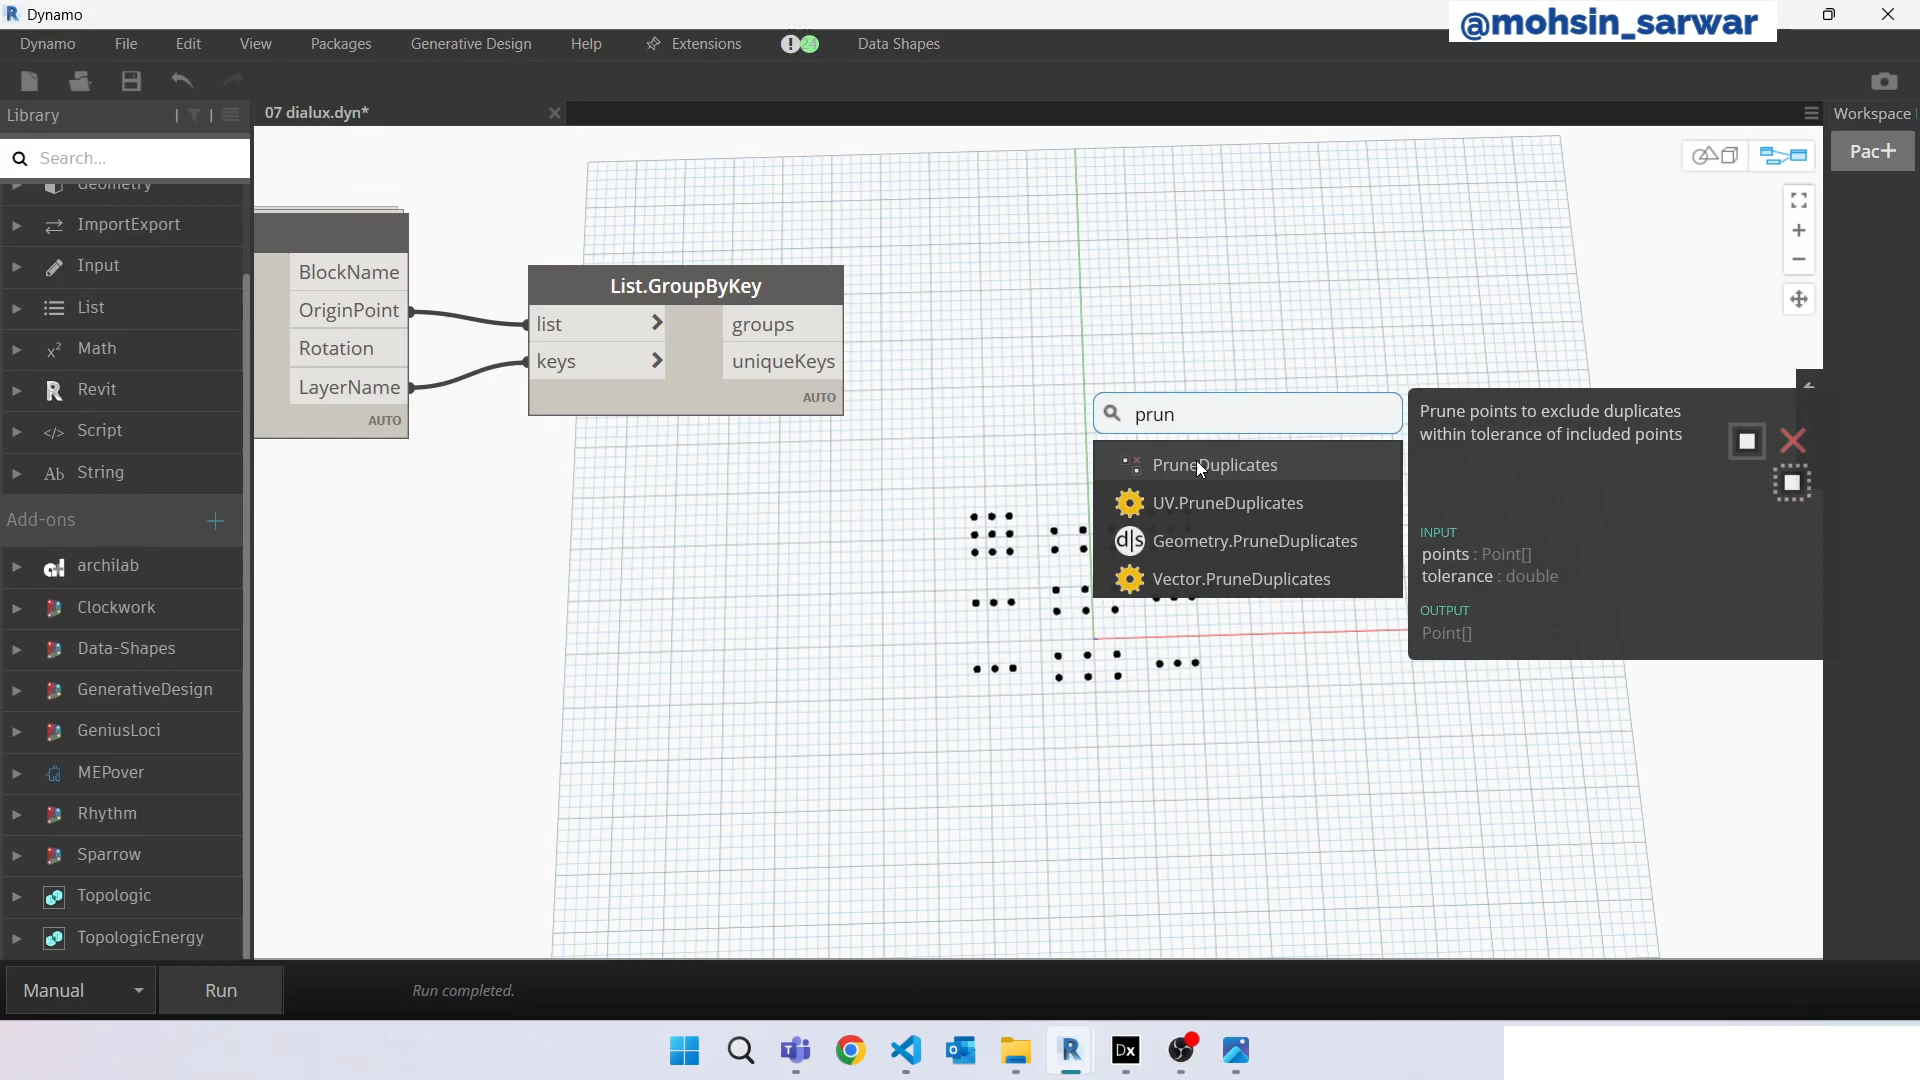 Dynamo
@mohsin_sarwar
Dynamo File Edit View Packages Generative Design Help Extensions ! 24 Data Shapes
Library
07 dialux.dyn*
Workspace
Search...
Pac+
Geometry
ImportExport
Input
List
Math
Revit
Script
String
Add-ons
archilab
Clockwork
Data-Shapes
GenerativeDesign
GeniusLoci
MEPover
Rhythm
Sparrow
Topologic
TopologicEnergy
BlockName
OriginPoint
Rotation
LayerName
AUTO
List.GroupByKey
list groups
keys uniqueKeys
AUTO
prun
PruneDuplicates
UV.PruneDuplicates
d|s Geometry.PruneDuplicates
Vector.PruneDuplicates
Prune points to exclude duplicates
within tolerance of included points
INPUT
points : Point[]
tolerance : double
OUTPUT
Point[]
Manual Run Run completed.
Dx